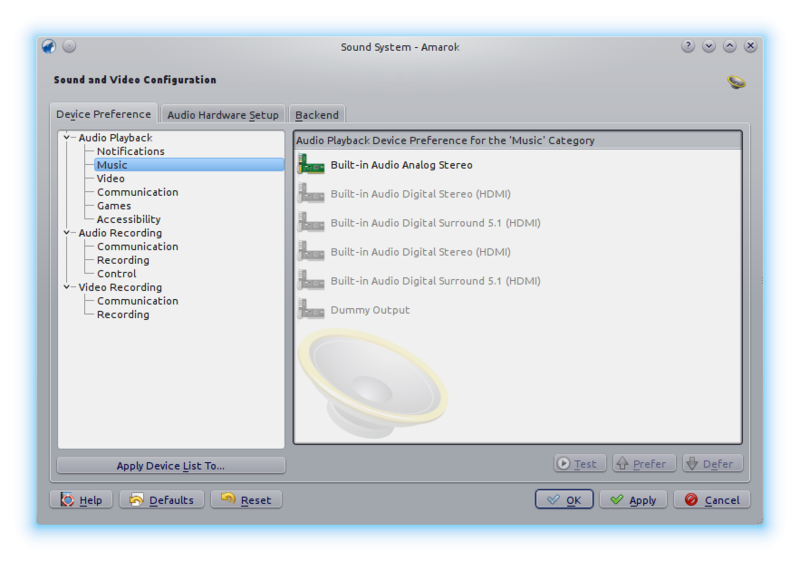 Sound System - Amarok
Sound and Video Configuration
Device Preference
Audio Hardware Setup
Backend
Audio Playback
Notifications
Music
Video
Communication
Games
Accessibility
Audio Recording
Communication
Recording
Control
Video Recording
Communication
Recording
Apply Device List To...
Audio Playback Device Preference for the 'Music' Category
Built-in Audio Analog Stereo
Built-in Audio Digital Stereo (HDMI)
Built-in Audio Digital Surround 5.1 (HDMI)
Built-in Audio Digital Stereo (HDMI)
Built-in Audio Digital Surround 5.1 (HDMI)
Dummy Output
Test
Prefer
Defer
Help
Defaults
Reset
OK
Apply
Cancel